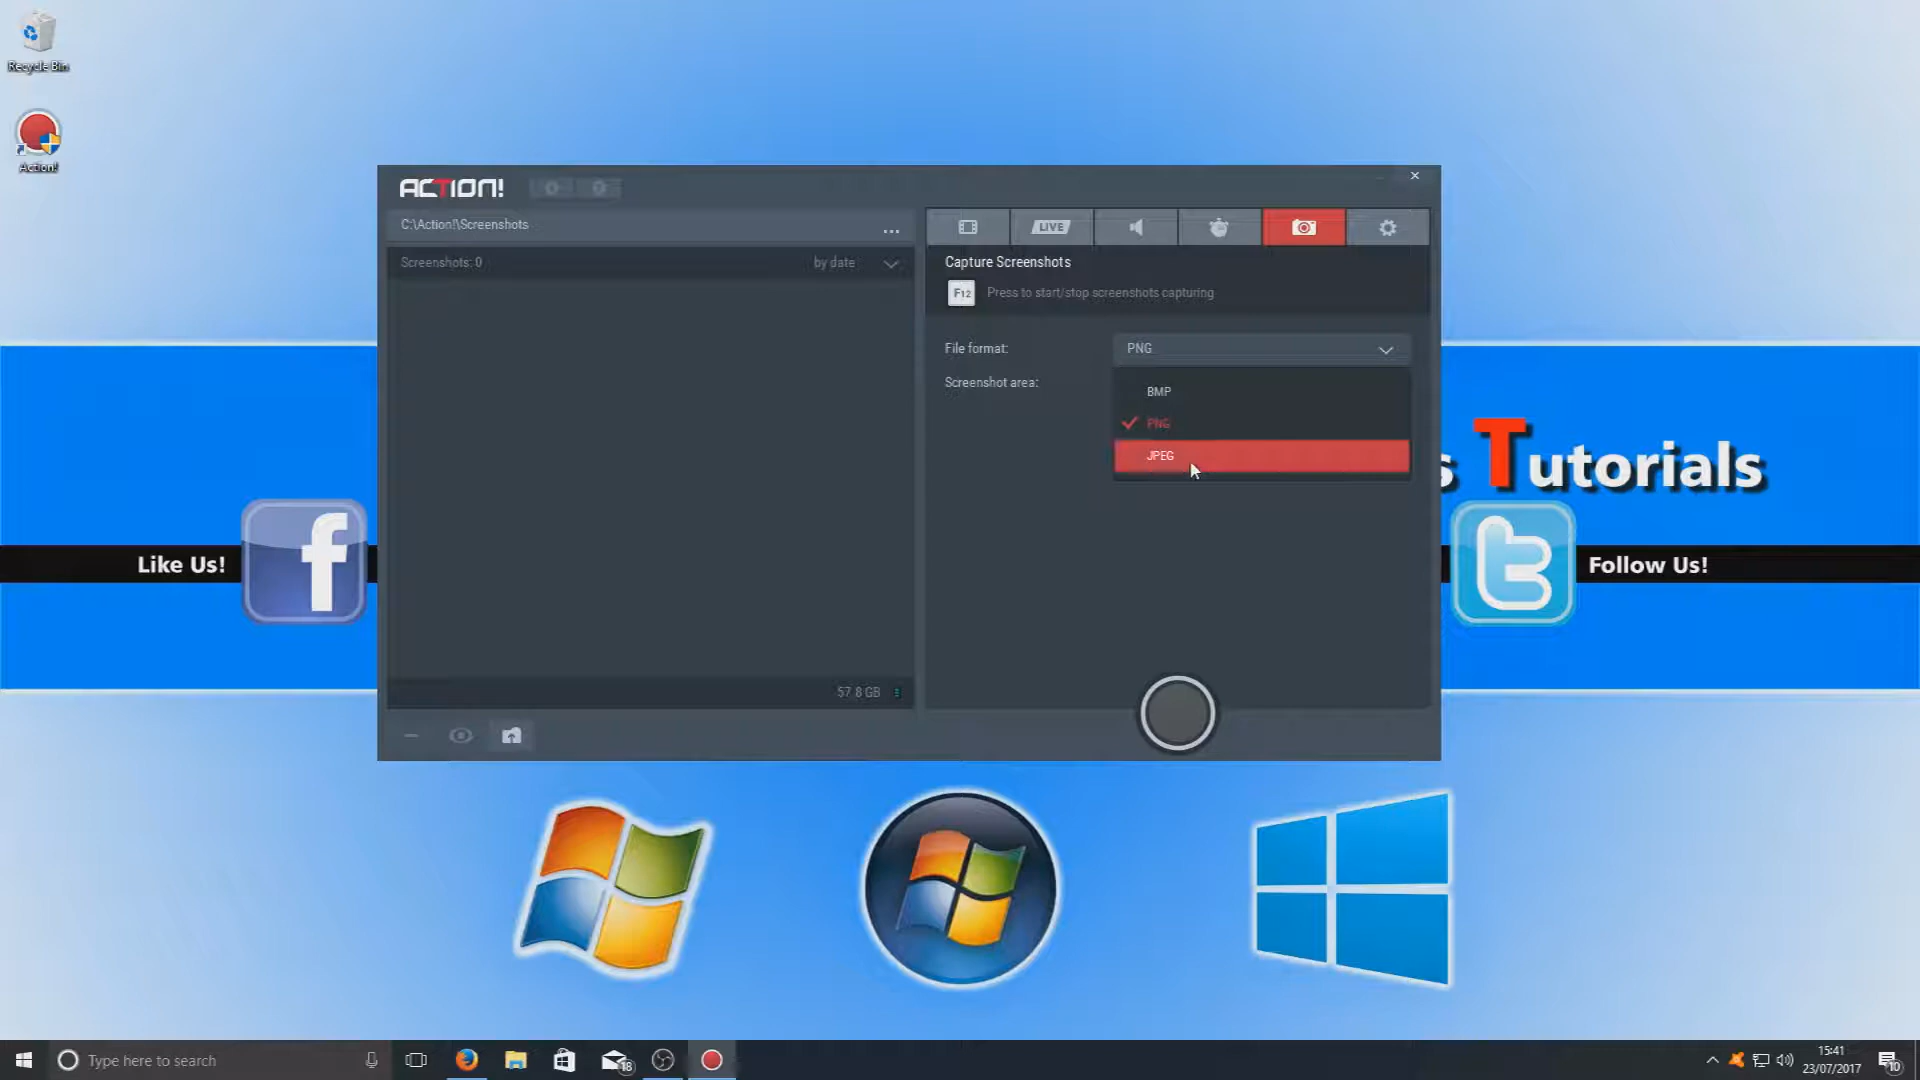 Recycle Bin
Action!
ACTION!
C:\Action!\Screenshots
...
Screenshots: 0
by date
LIVE
Capture Screenshots
F12
Press to start/stop screenshots capturing
File format:
PNG
Screenshot area:
BMP
PNG
JPEG
57.8 GB
s Tutorials
Like Us!
Follow Us!
Type here to search
18
15:41
23/07/2017
10